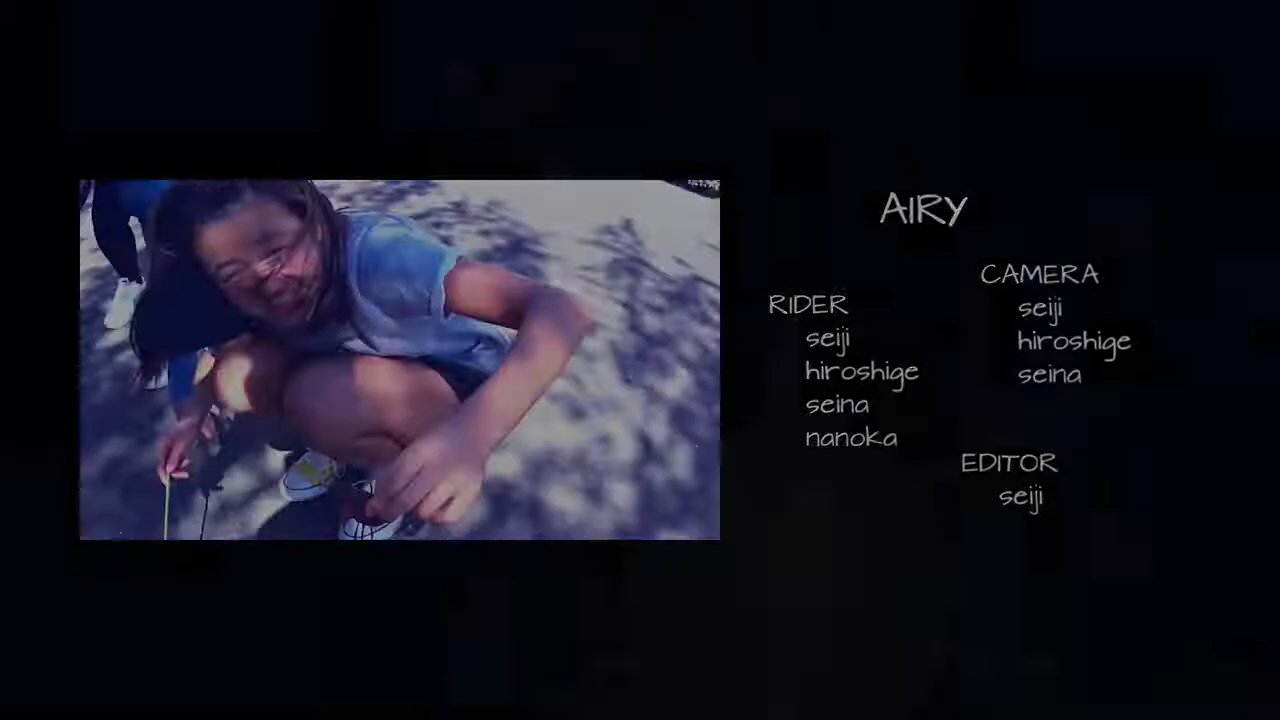 AIRY
RIDER
seiji
hiroshige
seina
nanoka
CAMERA
seiji
hiroshige
seina
EDITOR
seiji